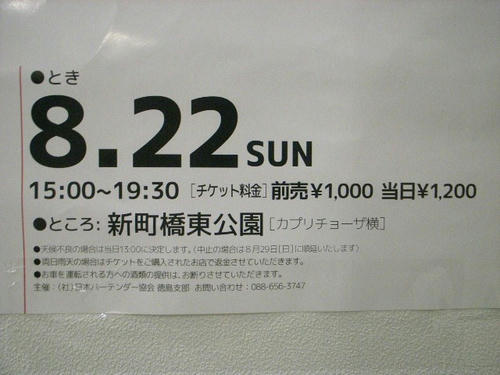 ●とき
8.22 SUN
15:00~19:30 [チケット料金] 前売¥1,000 当日¥1,200
●ところ: 新町橋東公園 [カプリチョーザ横]
●天候不良の場合は当日13:00に決定します。(中止の場合は8月29日[日]に順延いたします)
●両日雨天の場合はチケットをご購入されたお店で返金させていただきます。
●お車を運転される方への酒類の提供は、お断りさせていただきます。
主催:(社)日本バーテンダー協会 徳島支部 お問い合わせ:088-656-3747